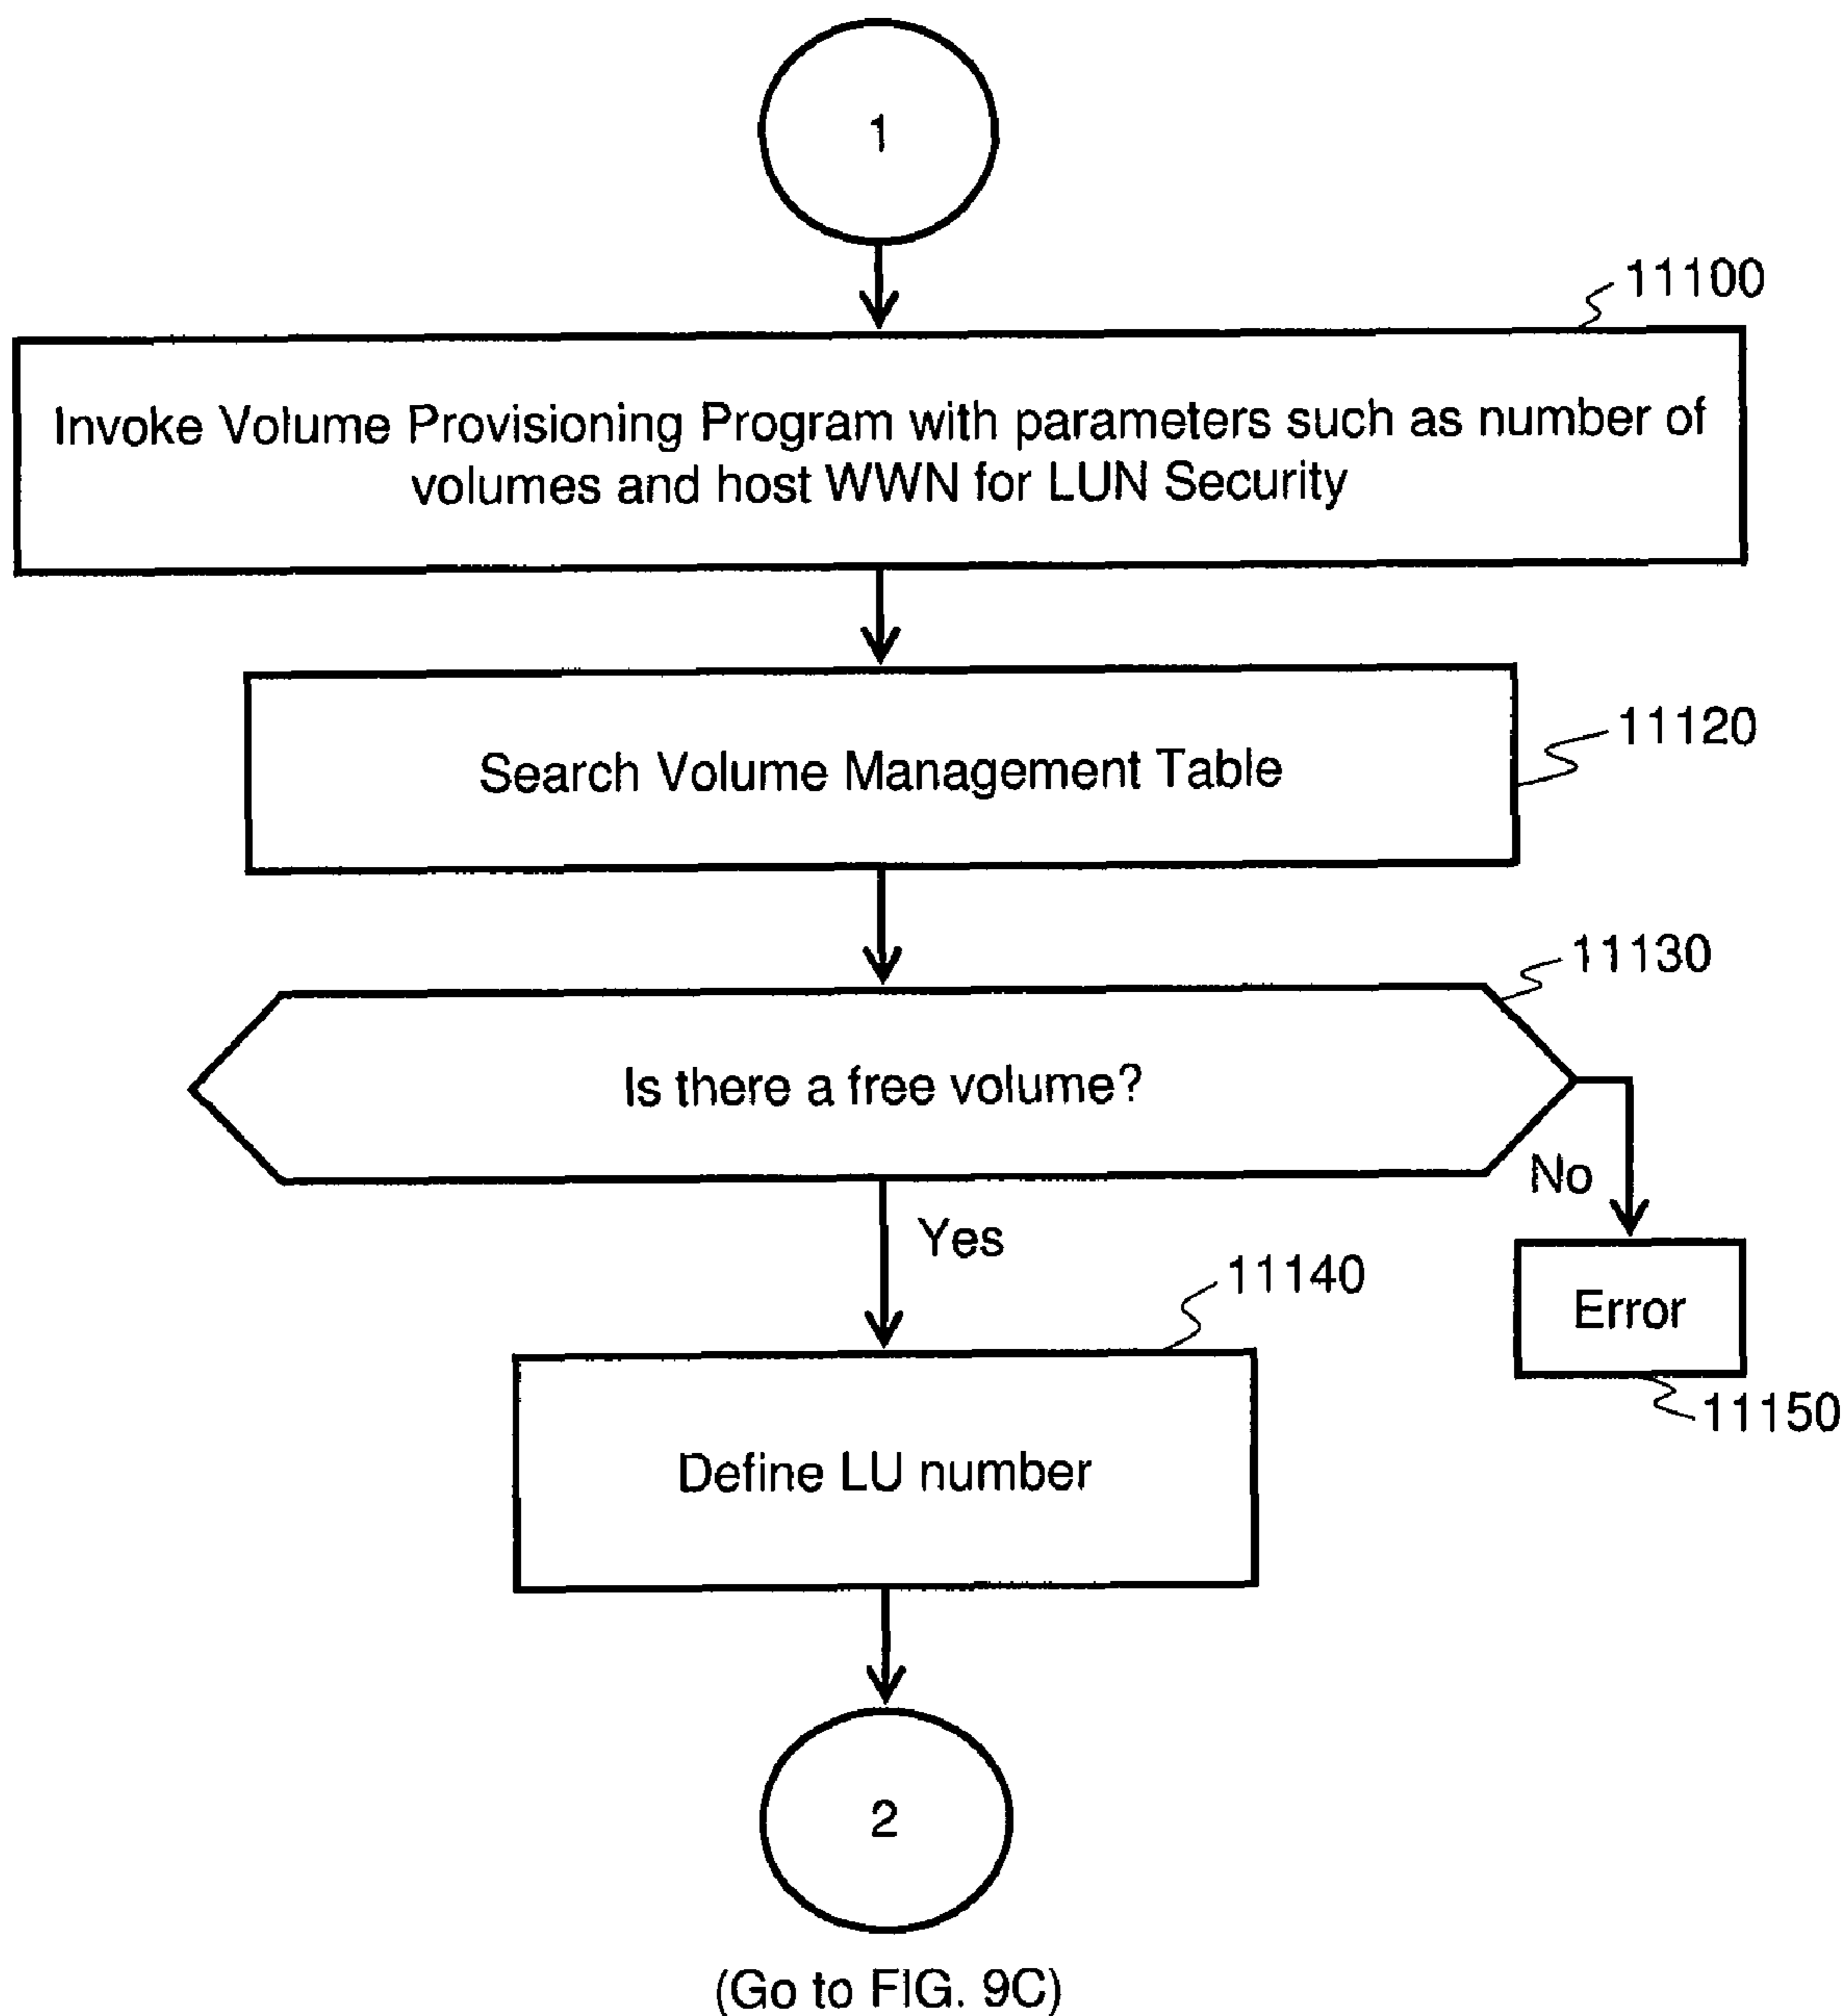 1
11100
Invoke Volume Provisioning Program with parameters such as number of
volumes and host WWN for LUN Security
11120
Search Volume Management Table
11130
Is there a free volume?
No
Yes
11140
Error
11150
Define LU number
2
(Go to FIG. 9C)